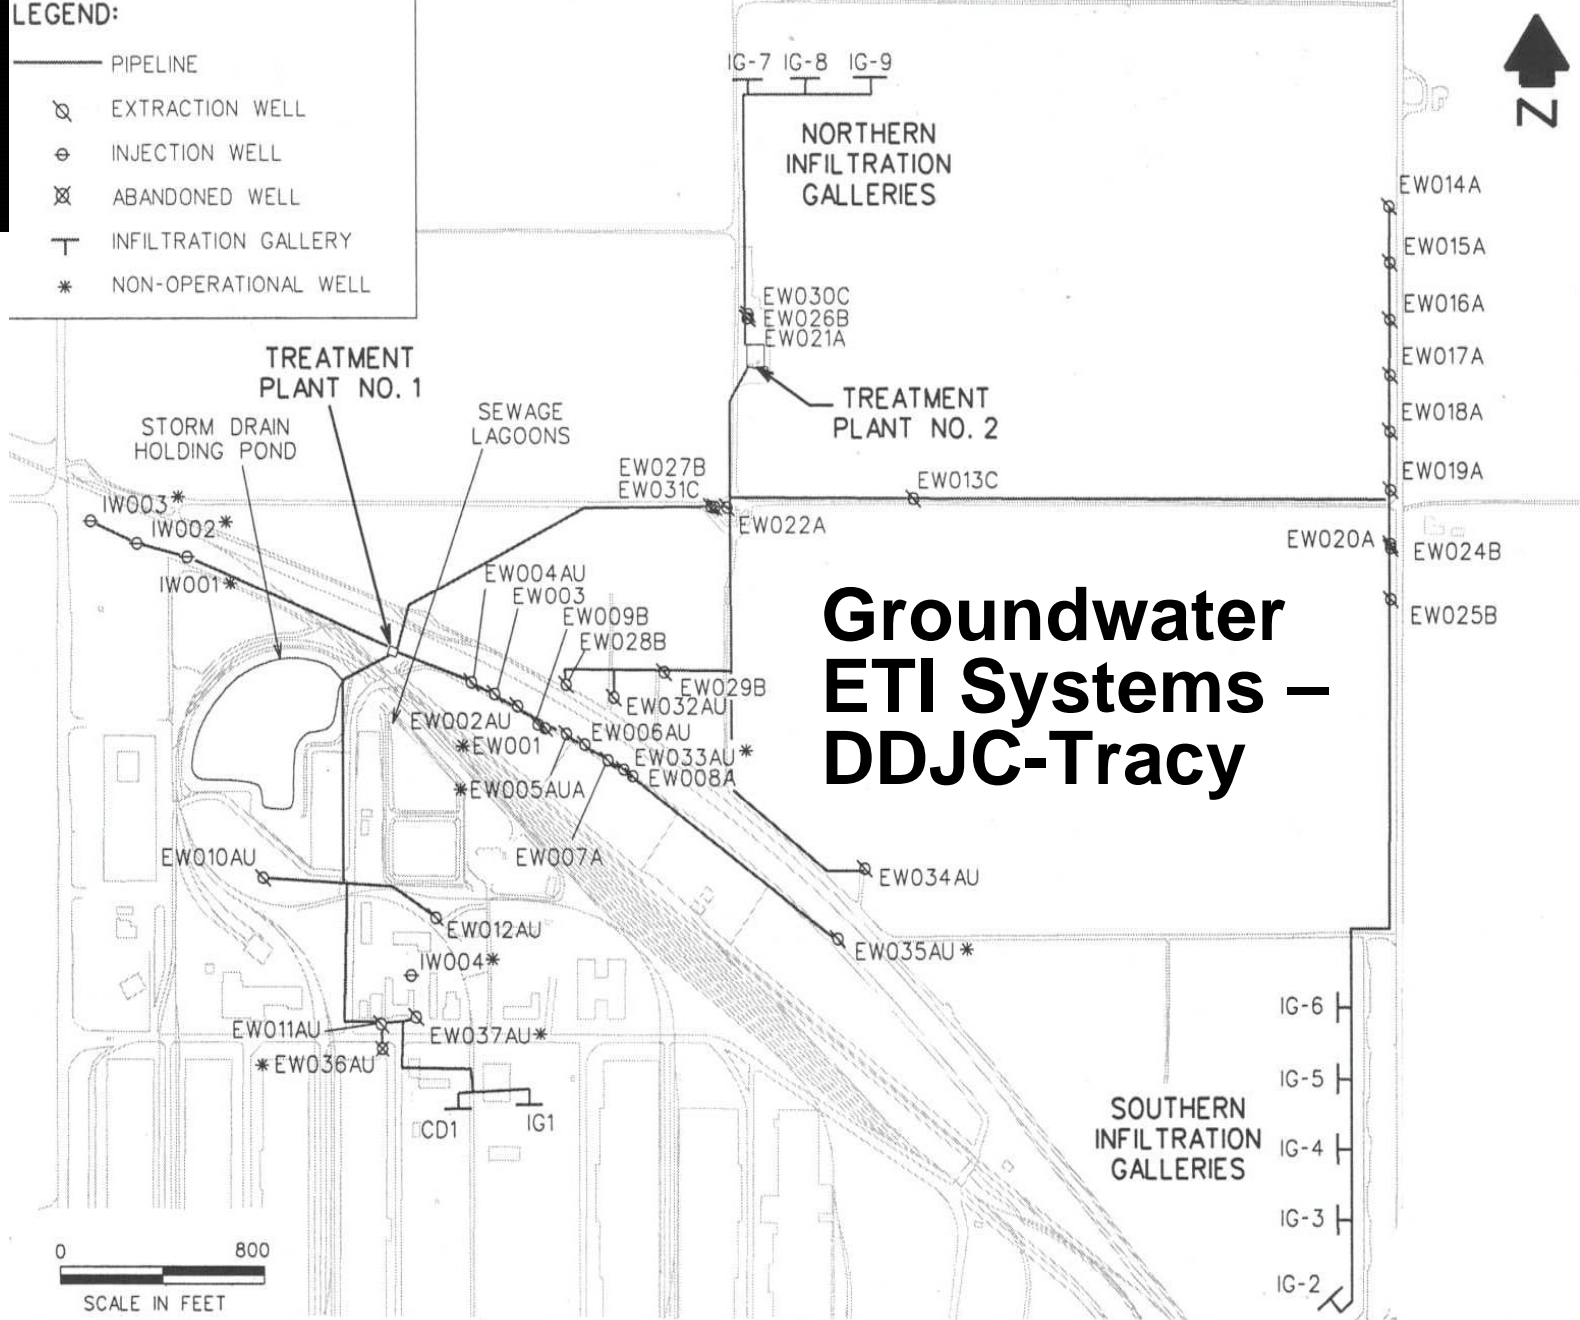 LEGEND:
PIPELINE
EXTRACTION WELL
INJECTION WELL
ABANDONED WELL
INFILTRATION GALLERY
NON-OPERATIONAL WELL
IG-7 IG-8 IG-9
NORTHERN
INFILTRATION
GALLERIES
N
EW014A
EW015A
EW016A
EW017A
EW018A
EW019A
EW020A
EW024B
EW025B
EW030C
EW026B
EW021A
TREATMENT
PLANT NO. 1
TREATMENT
PLANT NO. 2
STORM DRAIN
HOLDING POND
SEWAGE
LAGOONS
EW027B
EW031C
EW013C
EW022A
IW003*
IW002*
IW001*
EW004AU
EW003
EW009B
EW028B
EW029B
EW032AU
EW002AU
EW006AU
*EW001
EW033AU*
EW008A
*EW005AUA
EW007A
Groundwater
ETI Systems –
DDJC-Tracy
EW010AU
EW034AU
EW012AU
EW035AU*
IW004*
EW011AU
EW037AU*
*EW036AU
CD1
IG1
IG-6
IG-5
SOUTHERN
INFILTRATION
GALLERIES
IG-4
IG-3
IG-2
0 800
SCALE IN FEET